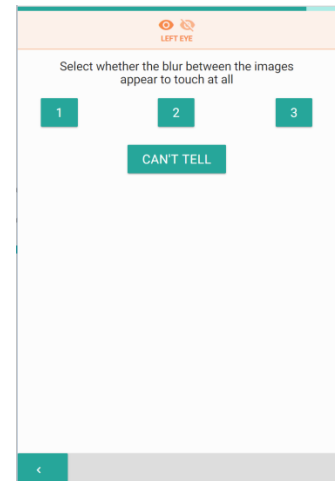 LEFT EYE
Select whether the blur between the images
appear to touch at all
1 2 3
CAN'T TELL